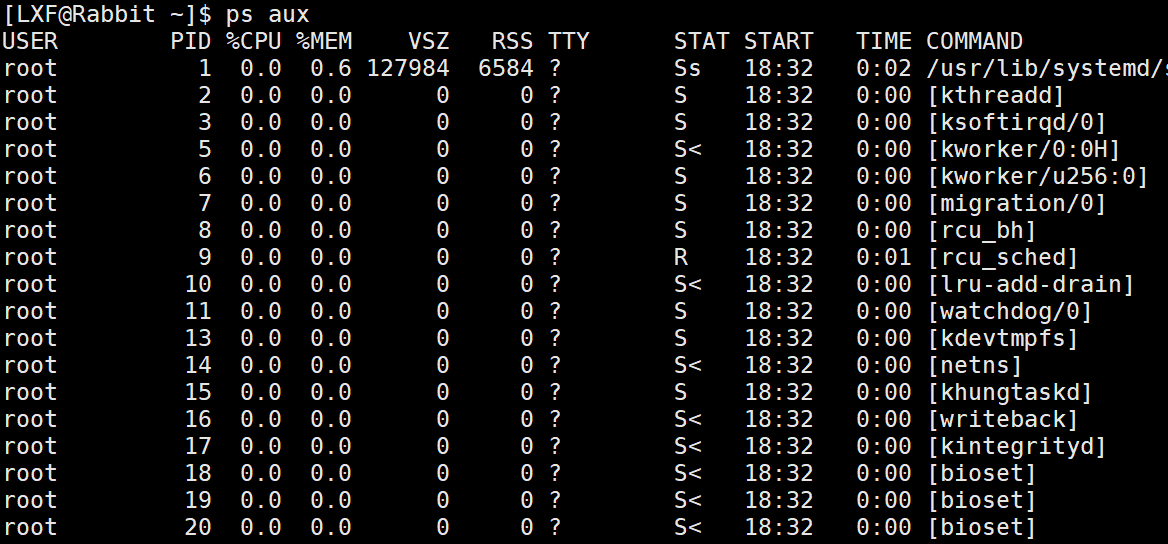 [LXF@Rabbit ~]$ ps aux
USER PID %CPU %MEM VSZ RSS TTY STAT START TIME COMMAND
root 1 0.0 0.6 127984 6584 ? Ss 18:32 0:02 /usr/lib/systemd/s
root 2 0.0 0.0 0 0 ? S 18:32 0:00 [kthreadd]
root 3 0.0 0.0 0 0 ? S 18:32 0:00 [ksoftirqd/0]
root 5 0.0 0.0 0 0 ? S< 18:32 0:00 [kworker/0:0H]
root 6 0.0 0.0 0 0 ? S 18:32 0:00 [kworker/u256:0]
root 7 0.0 0.0 0 0 ? S 18:32 0:00 [migration/0]
root 8 0.0 0.0 0 0 ? S 18:32 0:00 [rcu_bh]
root 9 0.0 0.0 0 0 ? R 18:32 0:01 [rcu_sched]
root 10 0.0 0.0 0 0 ? S< 18:32 0:00 [lru-add-drain]
root 11 0.0 0.0 0 0 ? S 18:32 0:00 [watchdog/0]
root 13 0.0 0.0 0 0 ? S 18:32 0:00 [kdevtmpfs]
root 14 0.0 0.0 0 0 ? S< 18:32 0:00 [netns]
root 15 0.0 0.0 0 0 ? S 18:32 0:00 [khungtaskd]
root 16 0.0 0.0 0 0 ? S< 18:32 0:00 [writeback]
root 17 0.0 0.0 0 0 ? S< 18:32 0:00 [kintegrityd]
root 18 0.0 0.0 0 0 ? S< 18:32 0:00 [bioset]
root 19 0.0 0.0 0 0 ? S< 18:32 0:00 [bioset]
root 20 0.0 0.0 0 0 ? S< 18:32 0:00 [bioset]